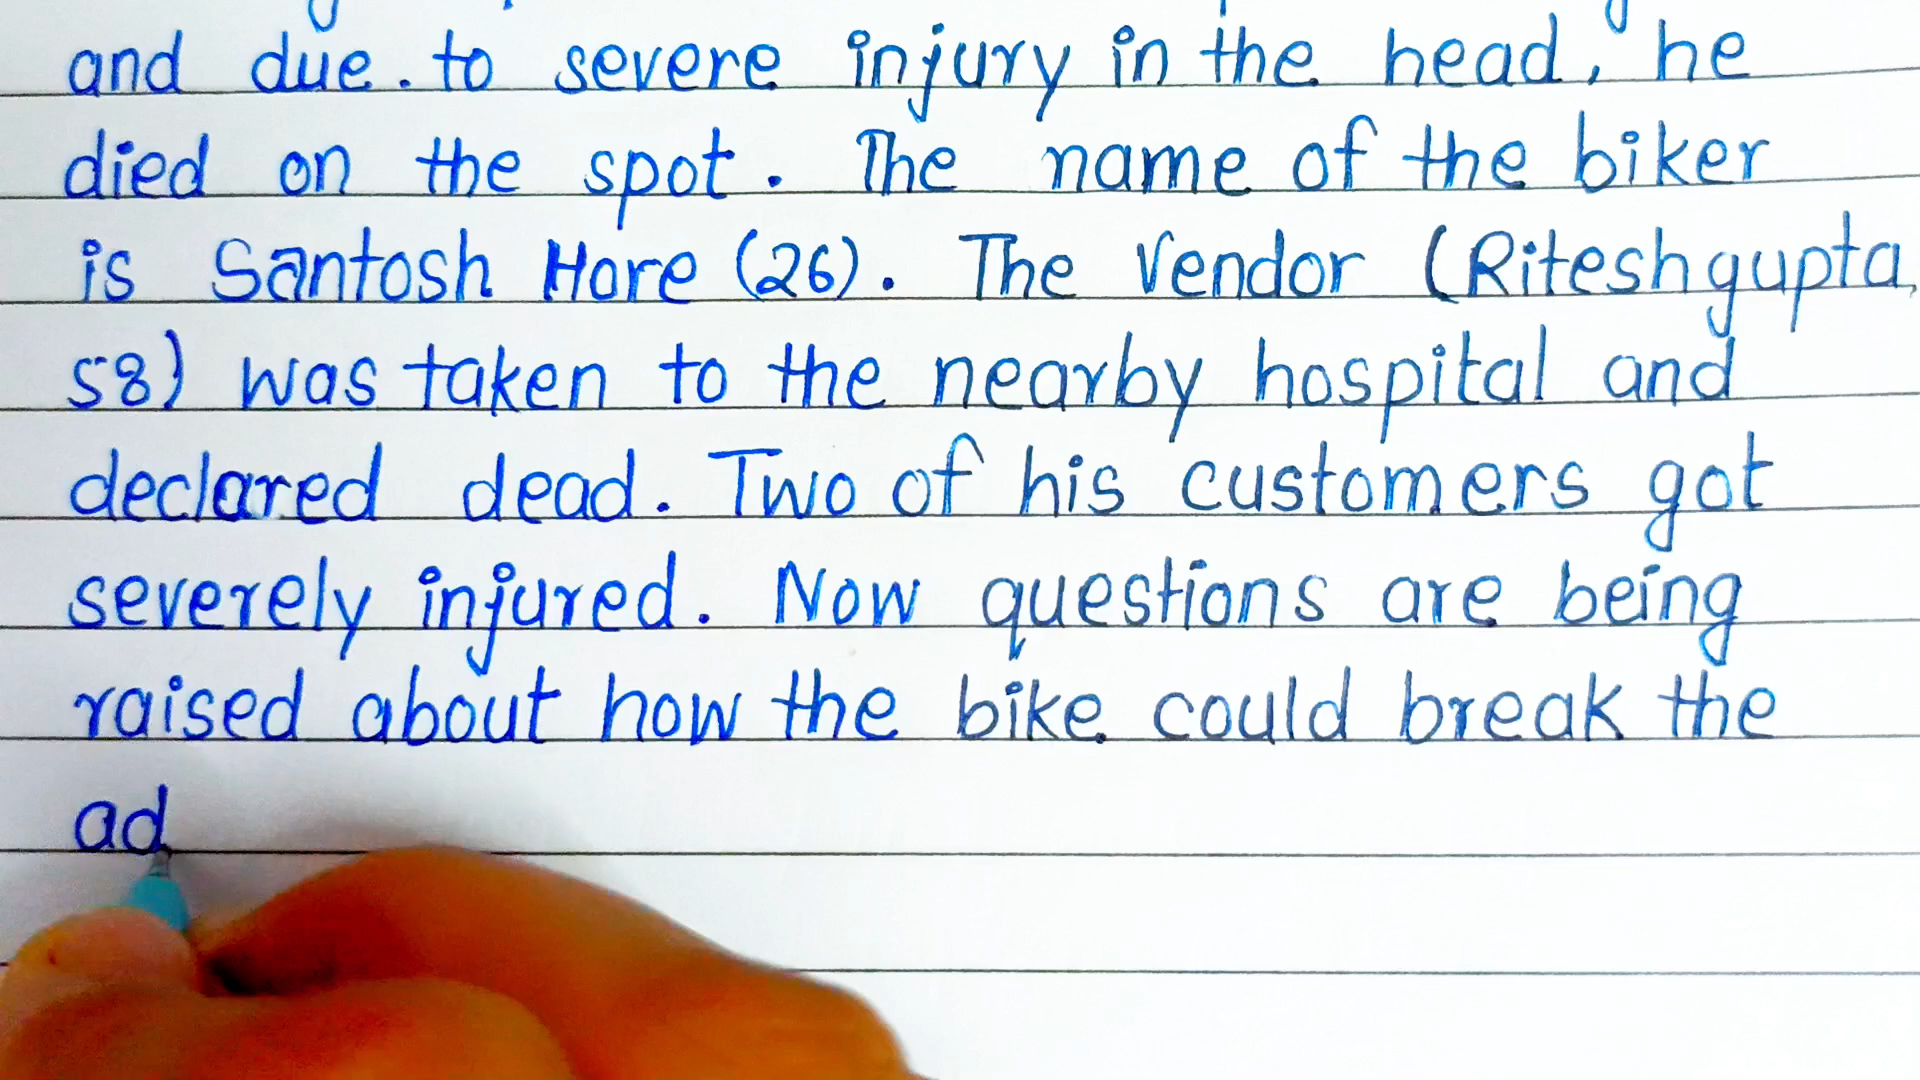 and due. to severe injury in the head, he
died on the spot. The name of the biker
is Santosh Hore (26). The Vendor (Ritesh gupta,
58) was taken to the nearby hospital and
declared dead. Two of his customers got
severely injured. Now questions are being
raised about how the bike could break the
ad